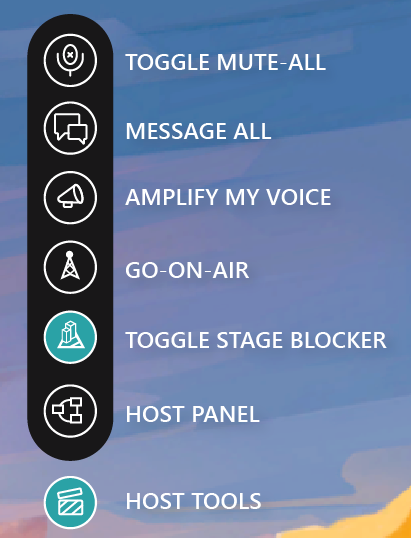 TOGGLE MUTE-ALL
MESSAGE ALL
AMPLIFY MY VOICE
GO-ON-AIR
TOGGLE STAGE BLOCKER
HOST PANEL
HOST TOOLS